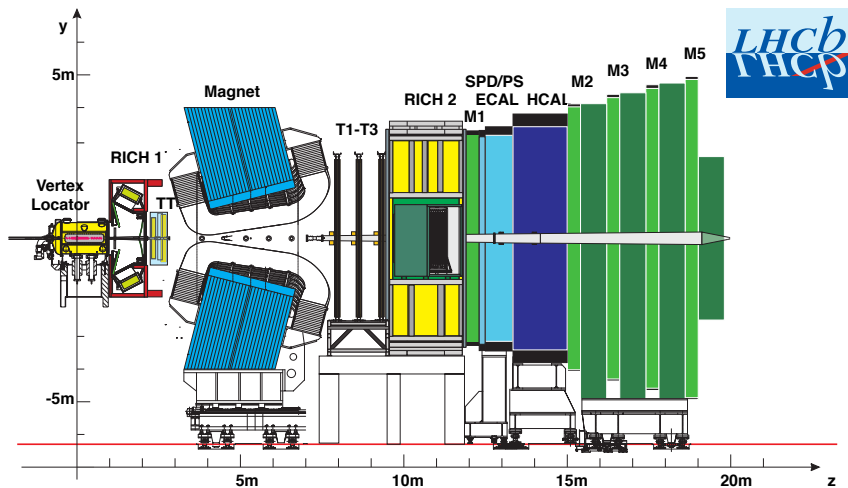 y
5m
Magnet
RICH 1
Vertex
Locator
TT
T1-T3
RICH 2
M1
SPD/PS
ECAL
HCAL
M2
M3
M4
M5
LHCb
LHCb
-5m
5m
10m
15m
20m
z